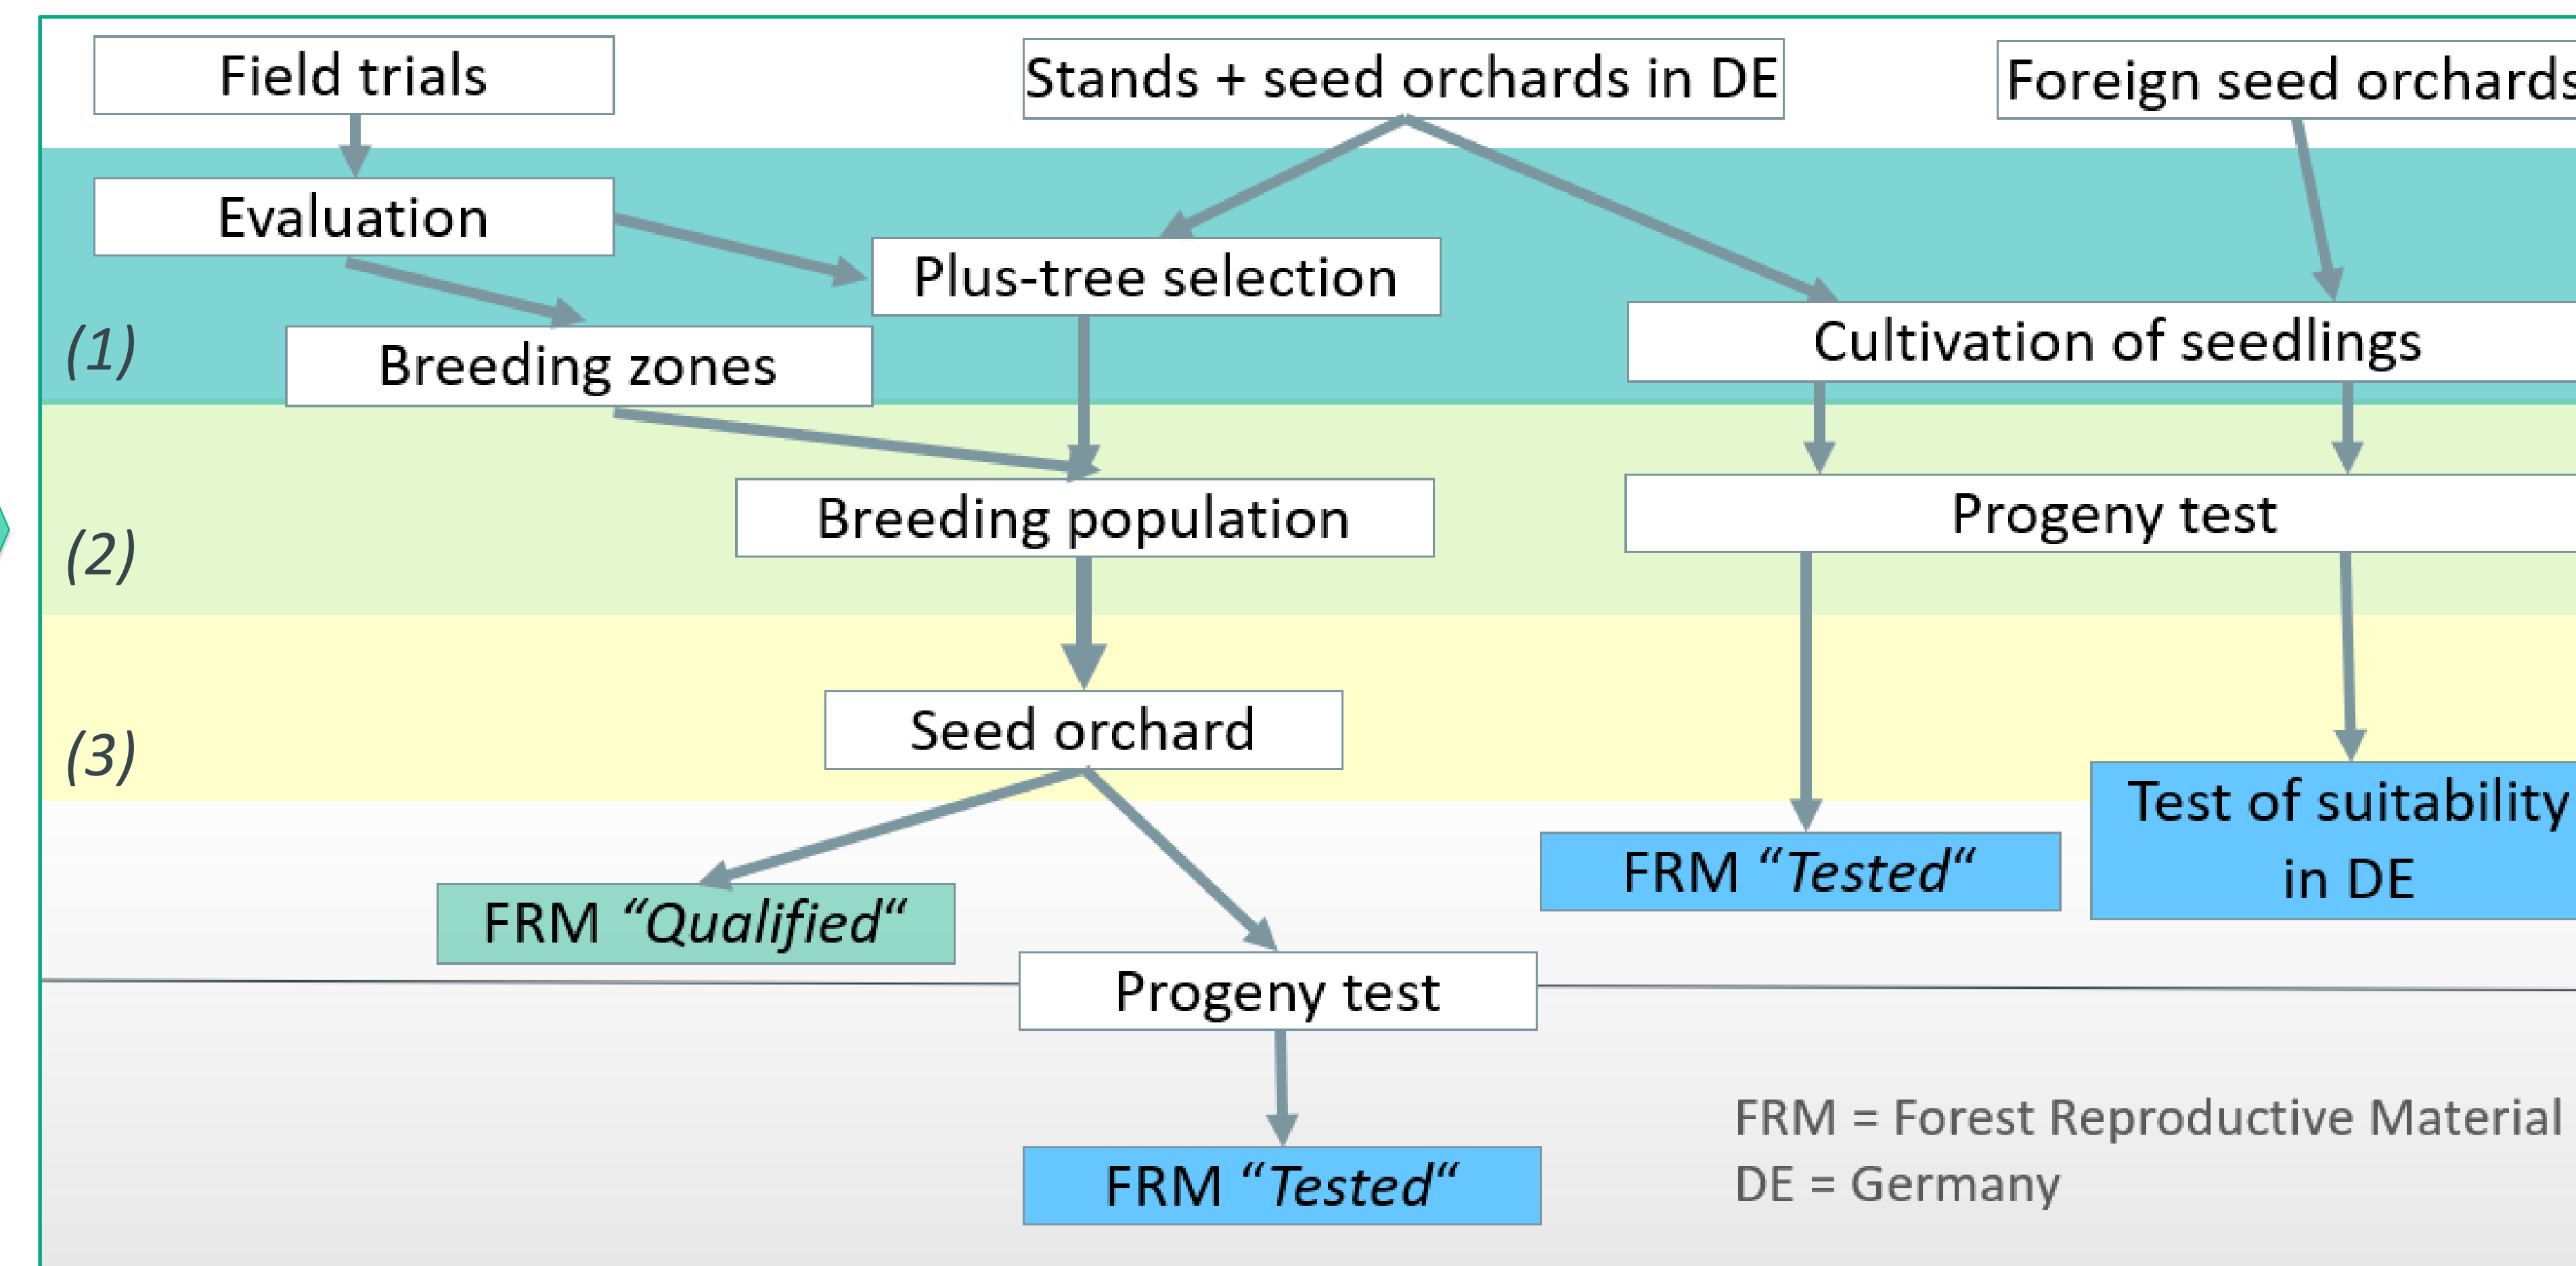 Field trials
Stands + seed orchards in DE
Foreign seed orchards
Evaluation
Plus-tree selection
(1)
Breeding zones
Cultivation of seedlings
(2)
Breeding population
Progeny test
(3)
Seed orchard
Test of suitability
in DE
FRM “Tested“
FRM “Qualified“
Progeny test
FRM = Forest Reproductive Material
DE = Germany
FRM “Tested“